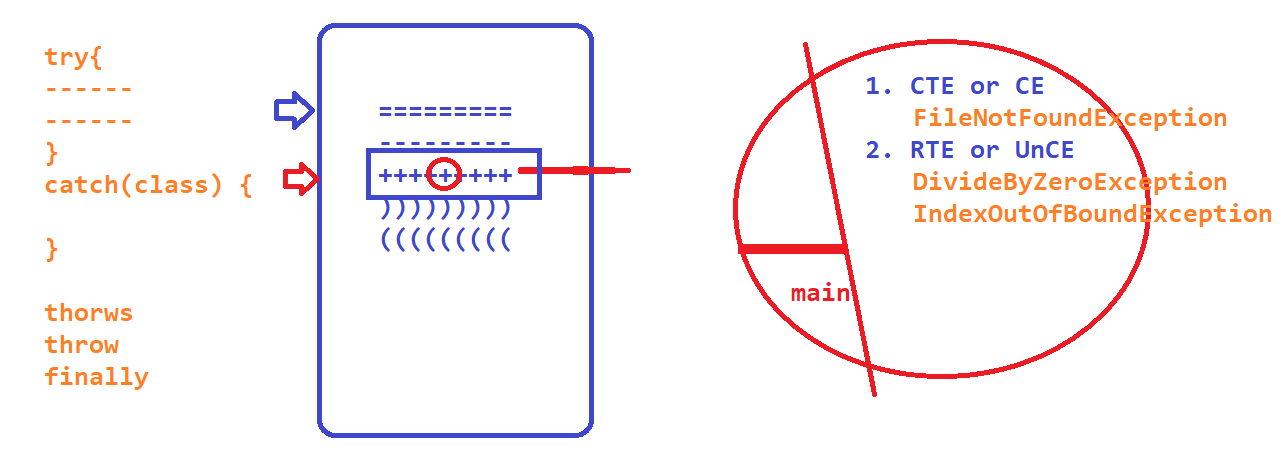 try{
------
------
}
catch(class) {
}
thorws
throw
finally
=========
---------
+++++++++
)))))))))
(((((((((
1. CTE or CE
FileNotFoundException
2. RTE or UnCE
DivideByZeroException
IndexOutOfBoundException
main